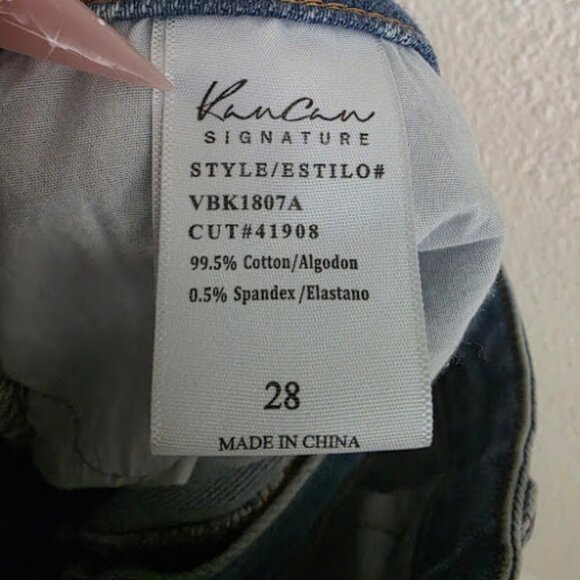 KanCan
SIGNATURE
STYLE/ESTILO#
VBK1807A
CUT#41908
99.5% Cotton/Algodon
0.5% Spandex/Elastano
28
MADE IN CHINA